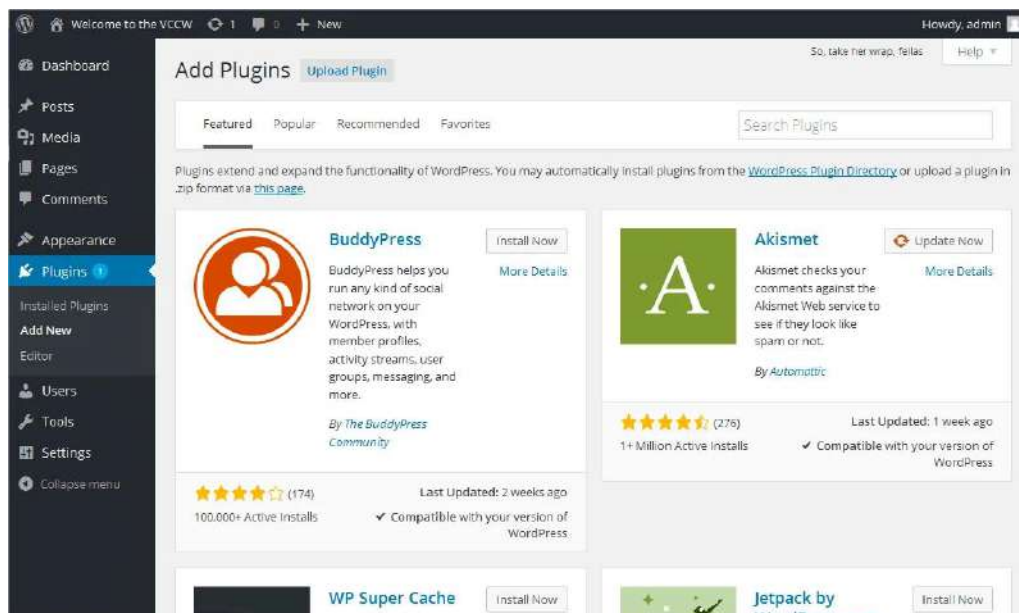 Welcome to the VCCW 1 0 + New Howdy, admin
Dashboard
Posts
Media
Pages
Comments
Appearance
Plugins 1
Installed Plugins
Add New
Editor
Users
Tools
Settings
Collapse menu
So, take her wrap, fellas
Help
Add Plugins Upload Plugin
Featured Popular Recommended Favorites
Search Plugins
Plugins extend and expand the functionality of WordPress. You may automatically install plugins from the WordPress Plugin Directory or upload a plugin in
.zip format via this page.
BuddyPress
Install Now
More Details
BuddyPress helps you
run any kind of social
network on your
WordPress, with
member profiles,
activity streams, user
groups, messaging, and
more.
By The BuddyPress
Community
(174)
100,000+ Active Installs
Last Updated: 2 weeks ago
✔ Compatible with your version of
WordPress
·A·
Akismet
Update Now
More Details
Akismet checks your
comments against the
Akismet Web service to
see if they look like
spam or not.
By Automattic
(276)
1+ Million Active Installs
Last Updated: 1 week ago
✔ Compatible with your version of
WordPress
WP Super Cache
Install Now
Jetpack by
Install Now